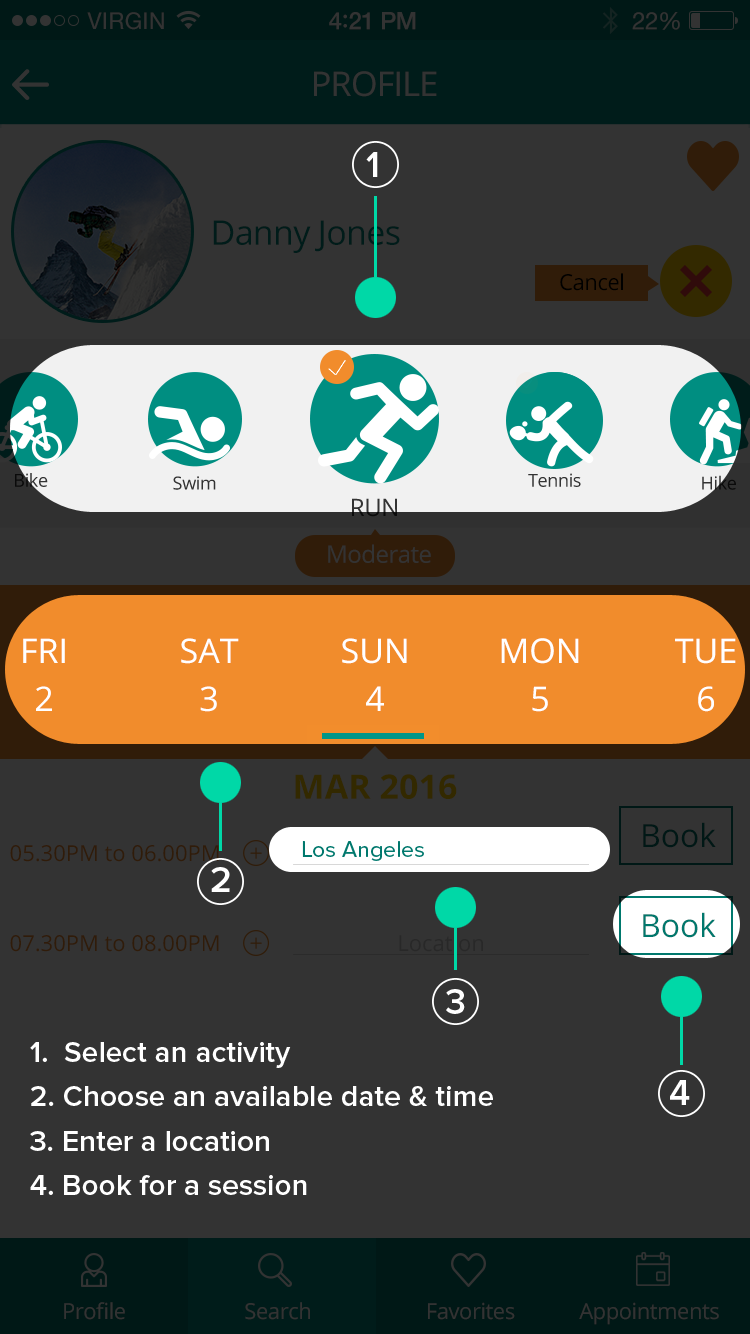 VIRGIN 4:21 PM 22%
PROFILE
1
Danny Jones
Cancel
Bike Swim RUN Tennis Hike
Moderate
FRI SAT SUN MON TUE
2 3 4 5 6
MAR 2016
05.30PM to 06.00PM + Los Angeles Book
2
07.30PM to 08.00PM + Location Book
3
4
1. Select an activity
2. Choose an available date & time
3. Enter a location
4. Book for a session
Profile Search Favorites Appointments